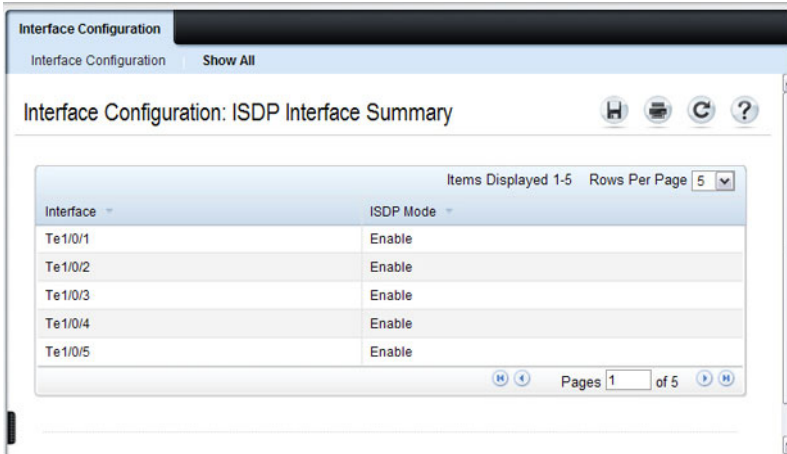 Interface Configuration
Interface Configuration Show All
Interface Configuration: ISDP Interface Summary
Items Displayed 1-5 Rows Per Page 5
Interface ISDP Mode
Te1/0/1 Enable
Te1/0/2 Enable
Te1/0/3 Enable
Te1/0/4 Enable
Te1/0/5 Enable
Pages 1 of 5